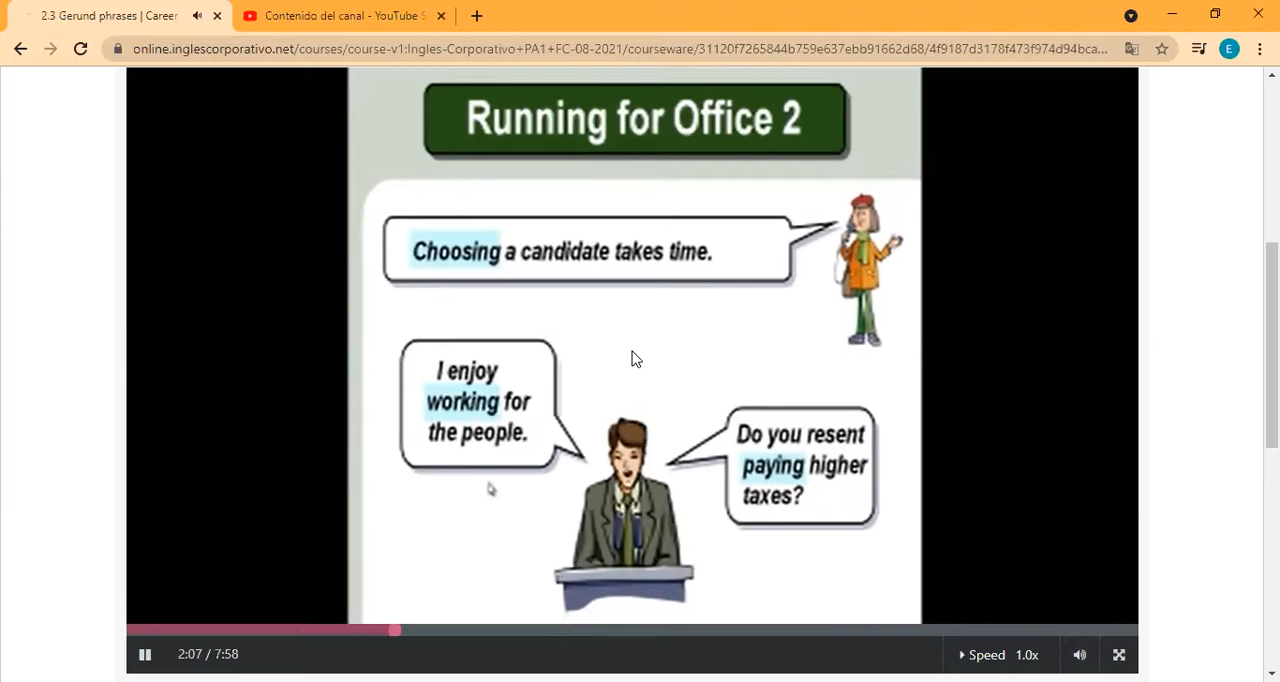 2.3 Gerund phrases | Career
Contenido del canal - YouTube S
online.inglescorporativo.net/courses/course-v1:Ingles-Corporativo+PA1+FC-08-2021/courseware/31120f7265844b759e637ebb91662d68/4f9187d3178f473f974d94bca...
E
Running for Office 2
Choosing a candidate takes time.
I enjoy
working for
the people.
Do you resent
paying higher
taxes?
2:07 / 7:58
Speed 1.0x